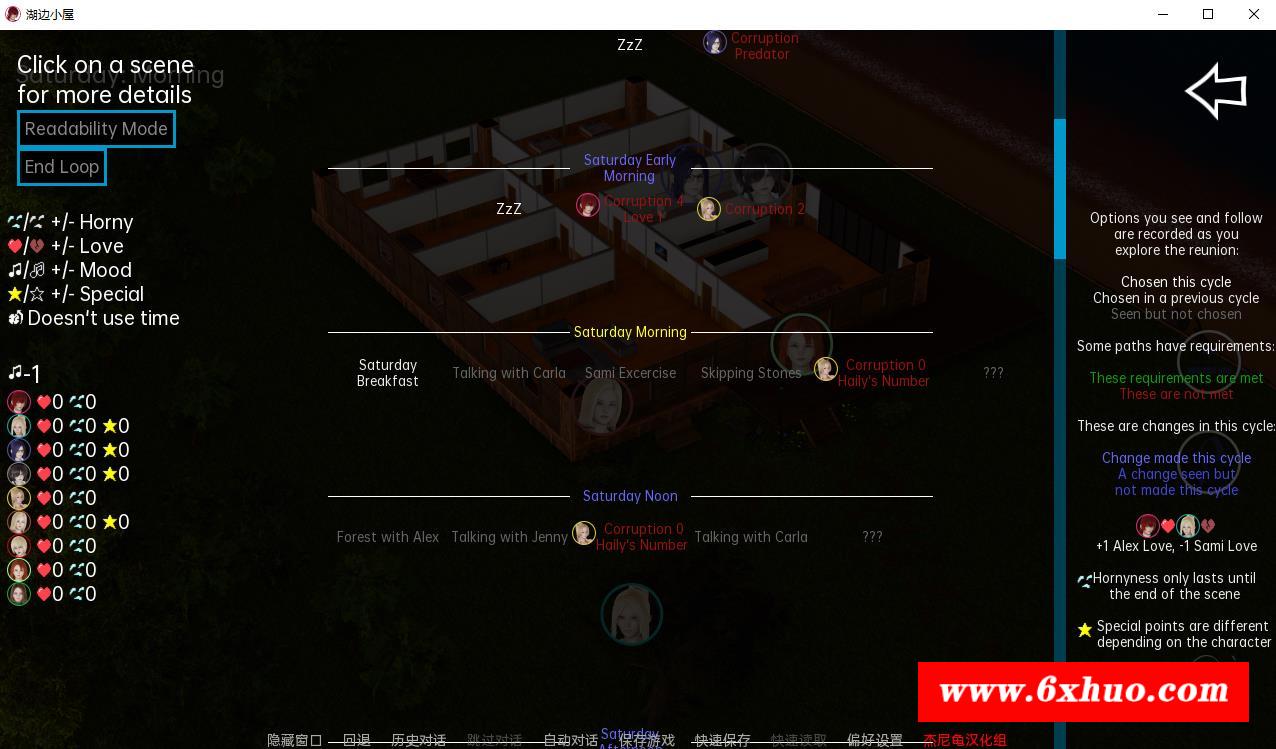 湖边小屋
Click on a scene
for more details
Saturday: Morning
Readability Mode
End Loop
+/- Horny
+/- Love
+/- Mood
+/- Special
Doesn't use time
-1
0 0
0 0 0
0 0 0
0 0 0
0 0
0 0 0
0 0
0 0
0 0
ZzZ
Corruption
Predator
Saturday Early
Morning
ZzZ
Corruption 4
Love 1
Corruption 2
Saturday Morning
Saturday
Breakfast
Talking with Carla
Sami Excercise
Skipping Stones
Corruption 0
Haily's Number
???
Saturday Noon
Forest with Alex
Talking with Jenny
Corruption 0
Haily's Number
Talking with Carla
???
Saturday
Options you see and follow
are recorded as you
explore the reunion:
Chosen this cycle
Chosen in a previous cycle
Seen but not chosen
Some paths have requirements:
These requirements are met
These are not met
These are changes in this cycle:
Change made this cycle
A change seen but
not made this cycle
+1 Alex Love, -1 Sami Love
Hornyness only lasts until
the end of the scene
Special points are different
depending on the character
www.6xhuo.com
隐藏窗口 回退 历史对话 跳过对话 自动对话 保存游戏 快速保存 快速读取 偏好设置 杰尼龟汉化组